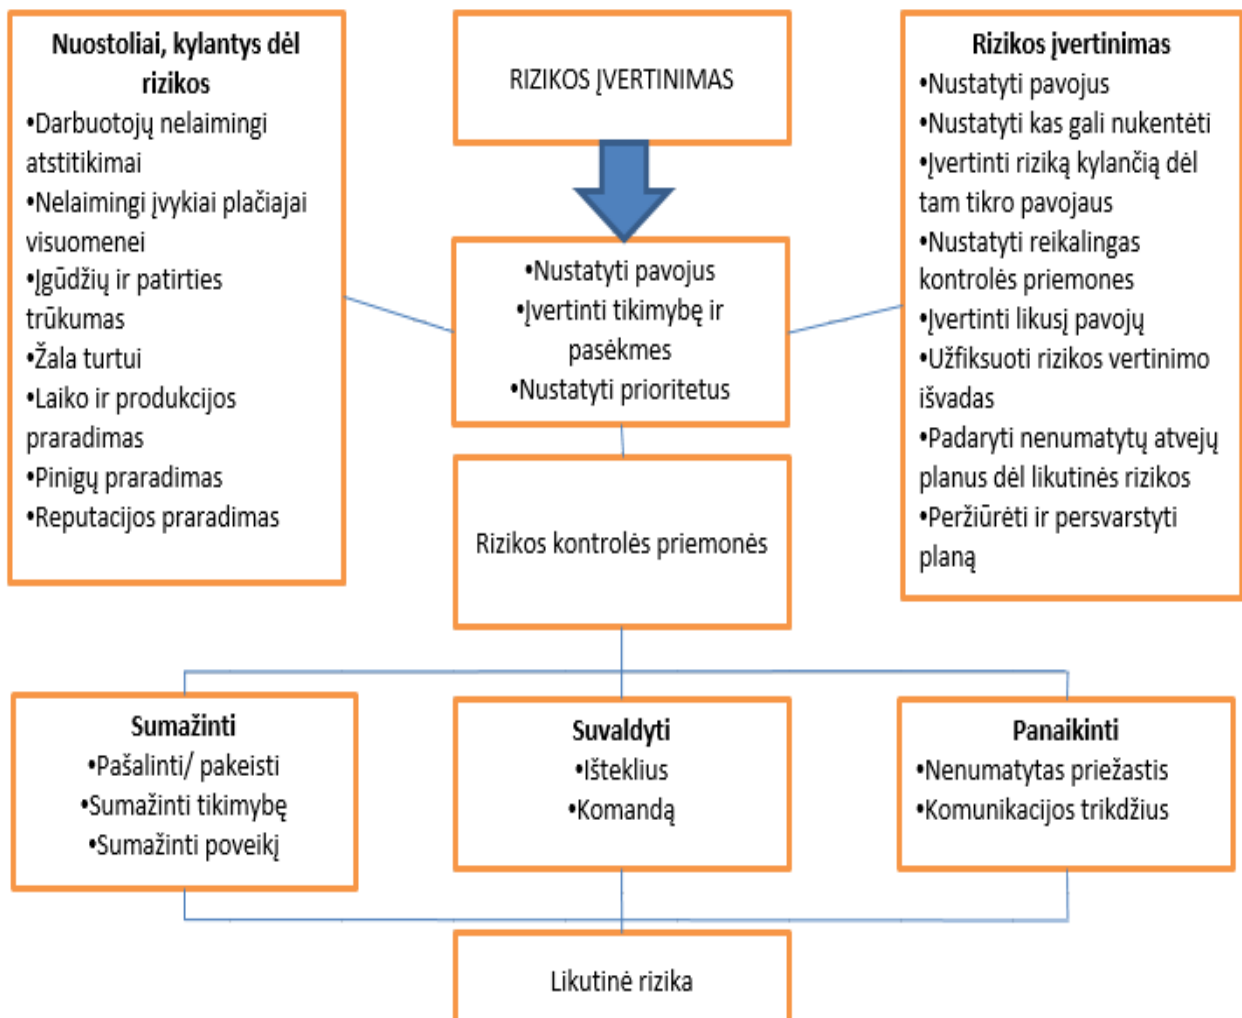 Nuostoliai, kylantys dėl
rizikos
•Darbuotojų nelaimingi
atstitikimai
•Nelaimingi įvykiai plačiajai
visuomenei
•Įgūdžių ir patirties
trūkumas
•Žala turtui
•Laiko ir produkcijos
praradimas
•Pinigų praradimas
•Reputacijos praradimas
RIZIKOS ĮVERTINIMAS
•Nustatyti pavojus
•Įvertinti tikimybę ir
pasėkmes
•Nustatyti prioritetus
Rizikos įvertinimas
•Nustatyti pavojus
•Nustatyti kas gali nukentėti
•Įvertinti riziką kylančią dėl
tam tikro pavojaus
•Nustatyti reikalingas
kontrolės priemones
•Įvertinti likusį pavojų
•Užfiksuoti rizikos vertinimo
išvadas
•Padaryti nenumatytų atvejų
planus dėl likutinės rizikos
•Peržiūrėti ir persvarstyti
planą
Rizikos kontrolės priemonės
Sumažinti
•Pašalinti/ pakeisti
•Sumažinti tikimybę
•Sumažinti poveikį
Suvaldyti
•Išteklius
•Komandą
Panaikinti
•Nenumatytas priežastis
•Komunikacijos trikdžius
Likutinė rizika